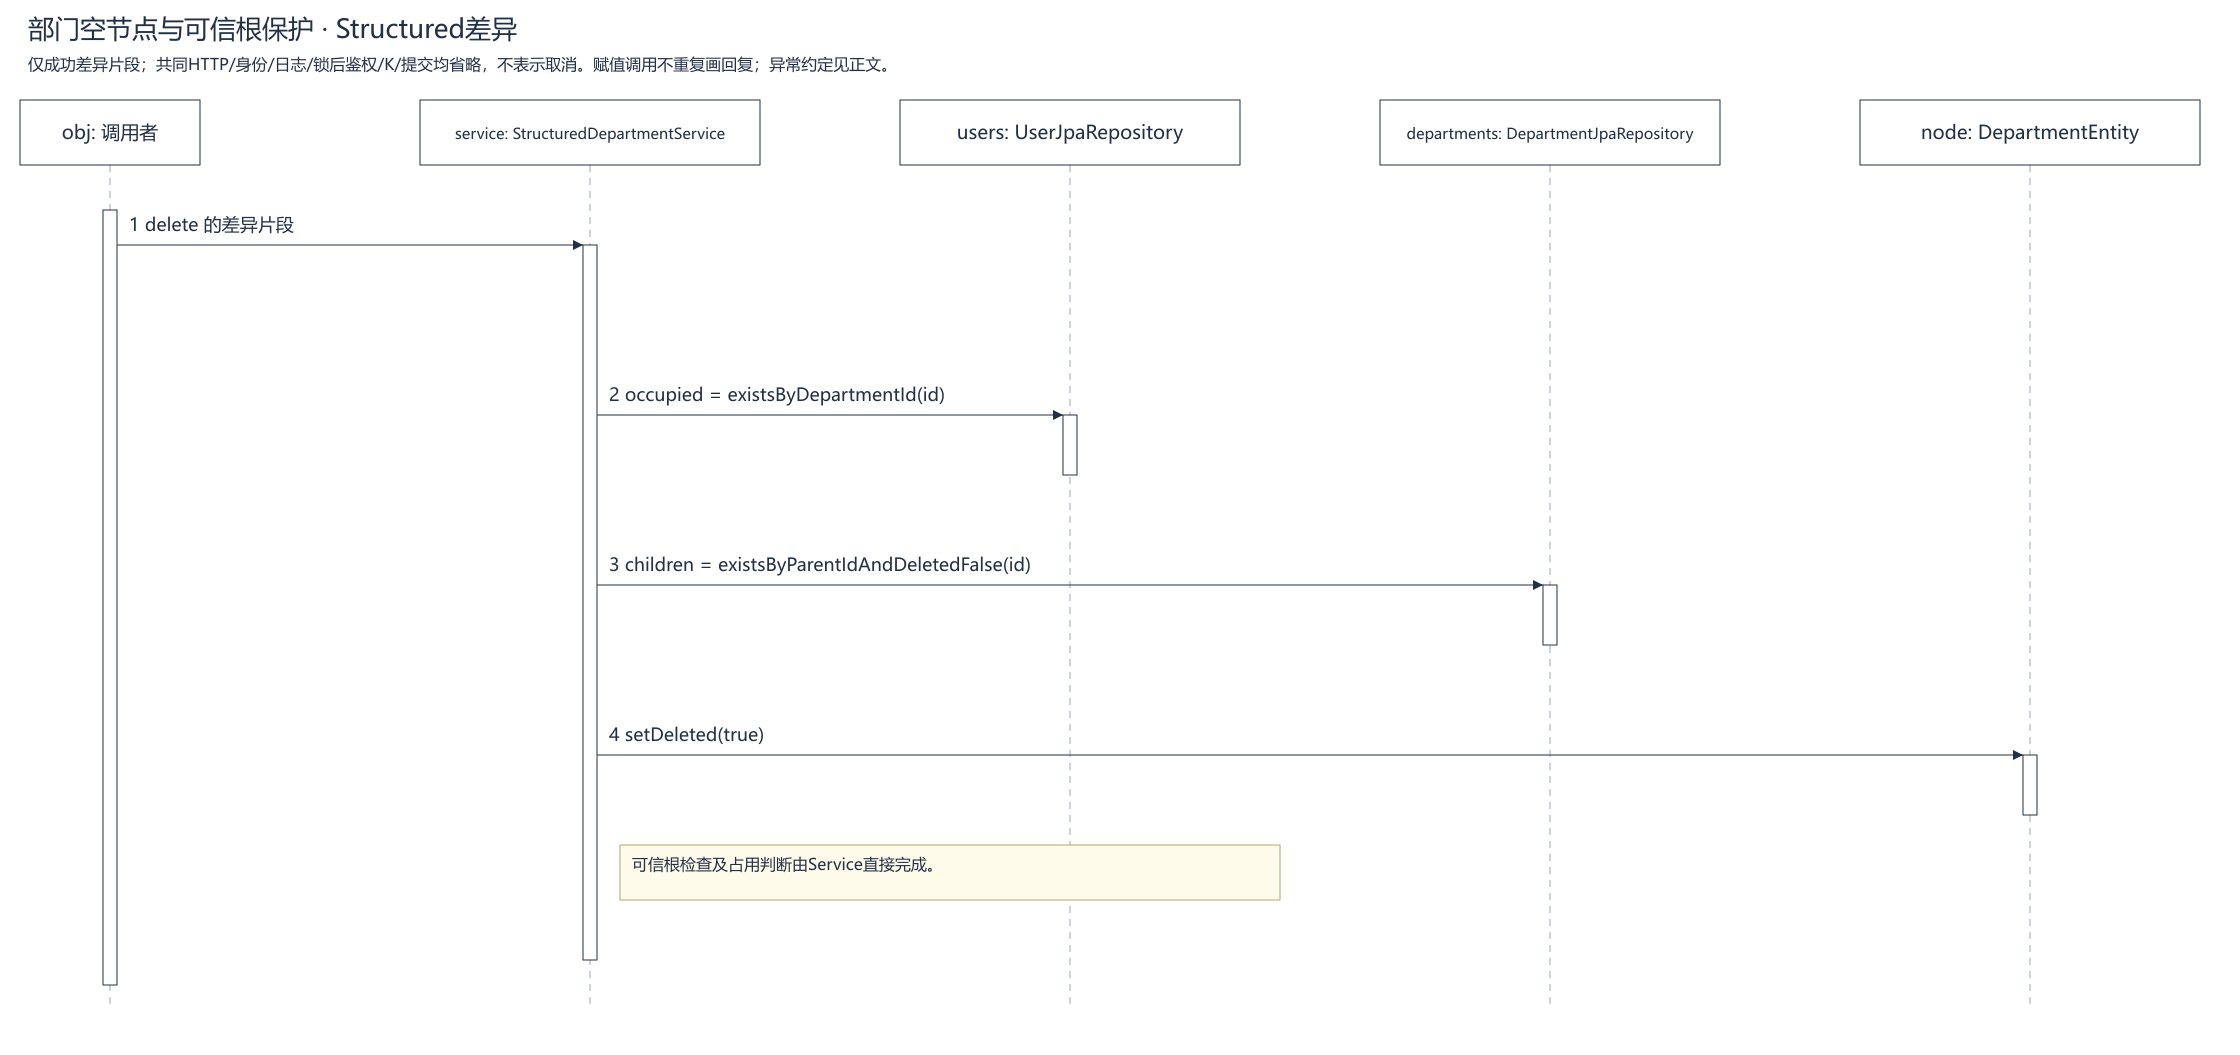 部门空节点与可信根保护 · Structured差异
仅成功差异片段；共同HTTP/身份/日志/锁后鉴权/K/提交均省略，不表示取消。赋值调用不重复画回复；异常约定见正文。
obj: 调用者
service: StructuredDepartmentService
users: UserJpaRepository
departments: DepartmentJpaRepository
node: DepartmentEntity
1 delete 的差异片段
2 occupied = existsByDepartmentId(id)
3 children = existsByParentIdAndDeletedFalse(id)
4 setDeleted(true)
可信根检查及占用判断由Service直接完成。